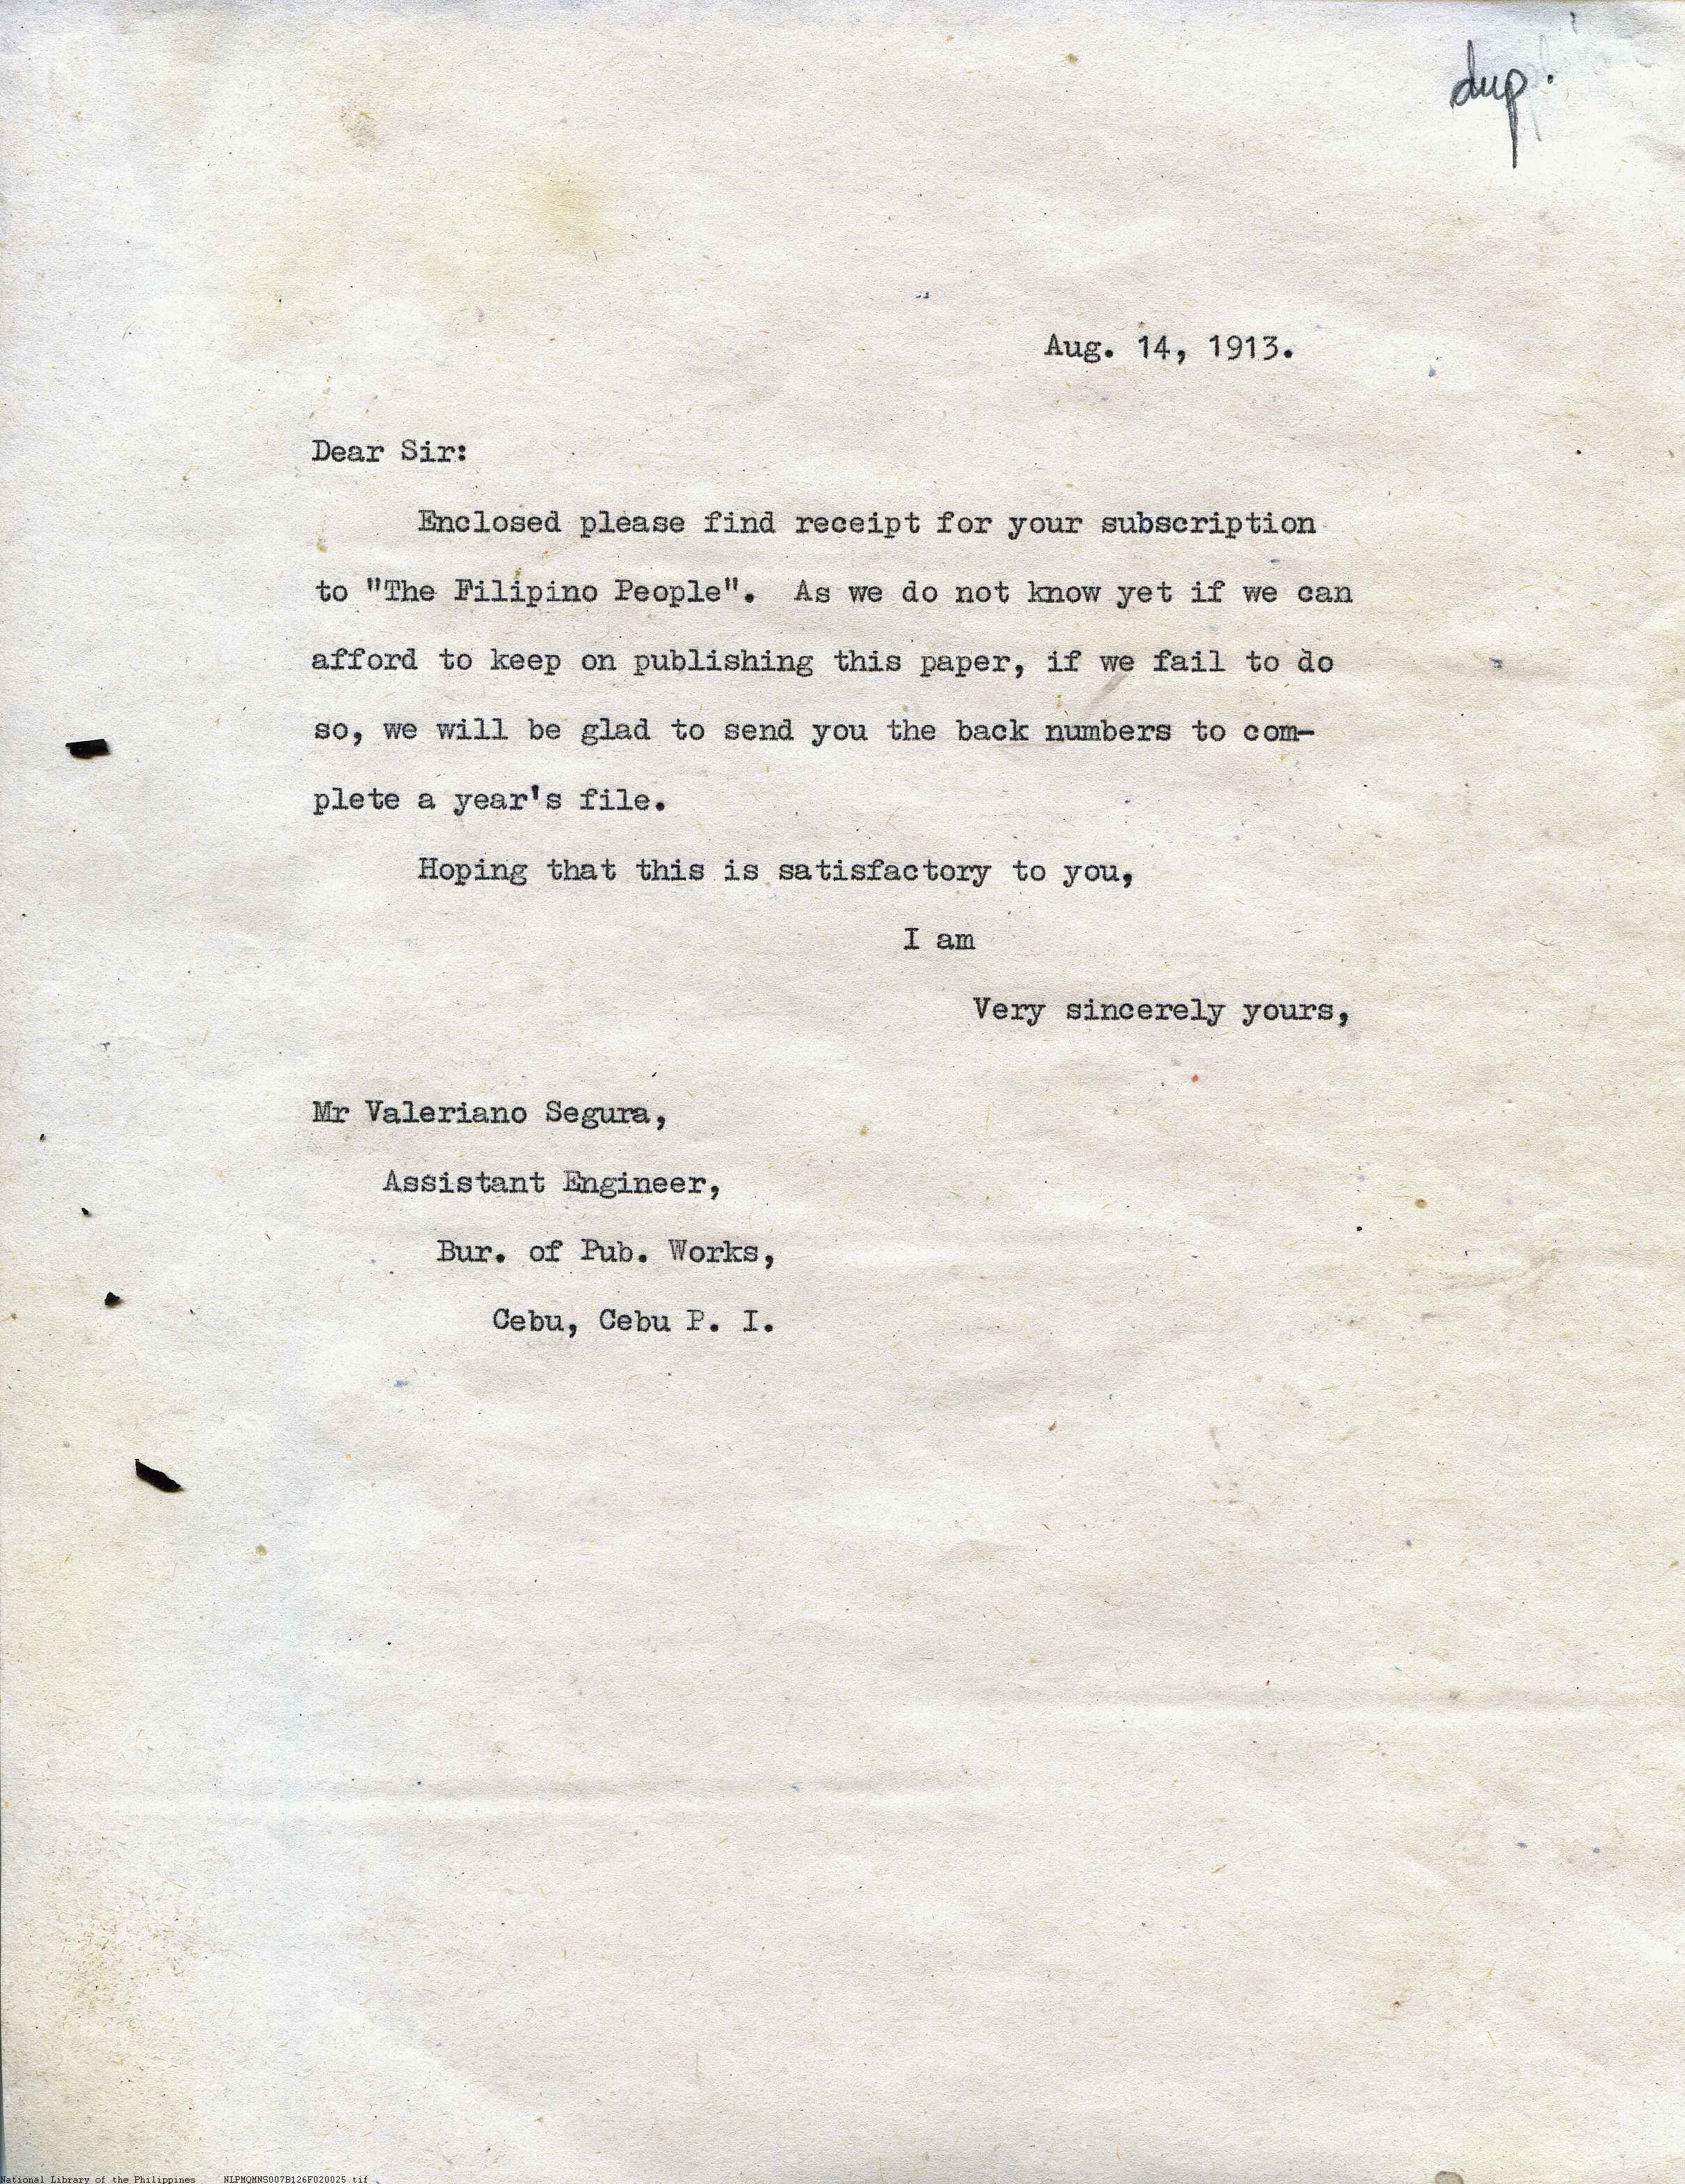 dup.
Aug. 14, 1913.
Dear Sir:
Enclosed please find receipt for your subscription
to "The Filipino People". As we do not know yet if we can
afford to keep on publishing this paper, if we fail to do
so, we will be glad to send you the back numbers to com-
plete a year's file.
Hoping that this is satisfactory to you,
I am
Very sincerely yours,
Mr Valeriano Segura,
Assistant Engineer,
Bur. of Pub. Works,
Cebu, Cebu P. I.
National Library of the Philippines NLPMQMNS007B126F020025.tif